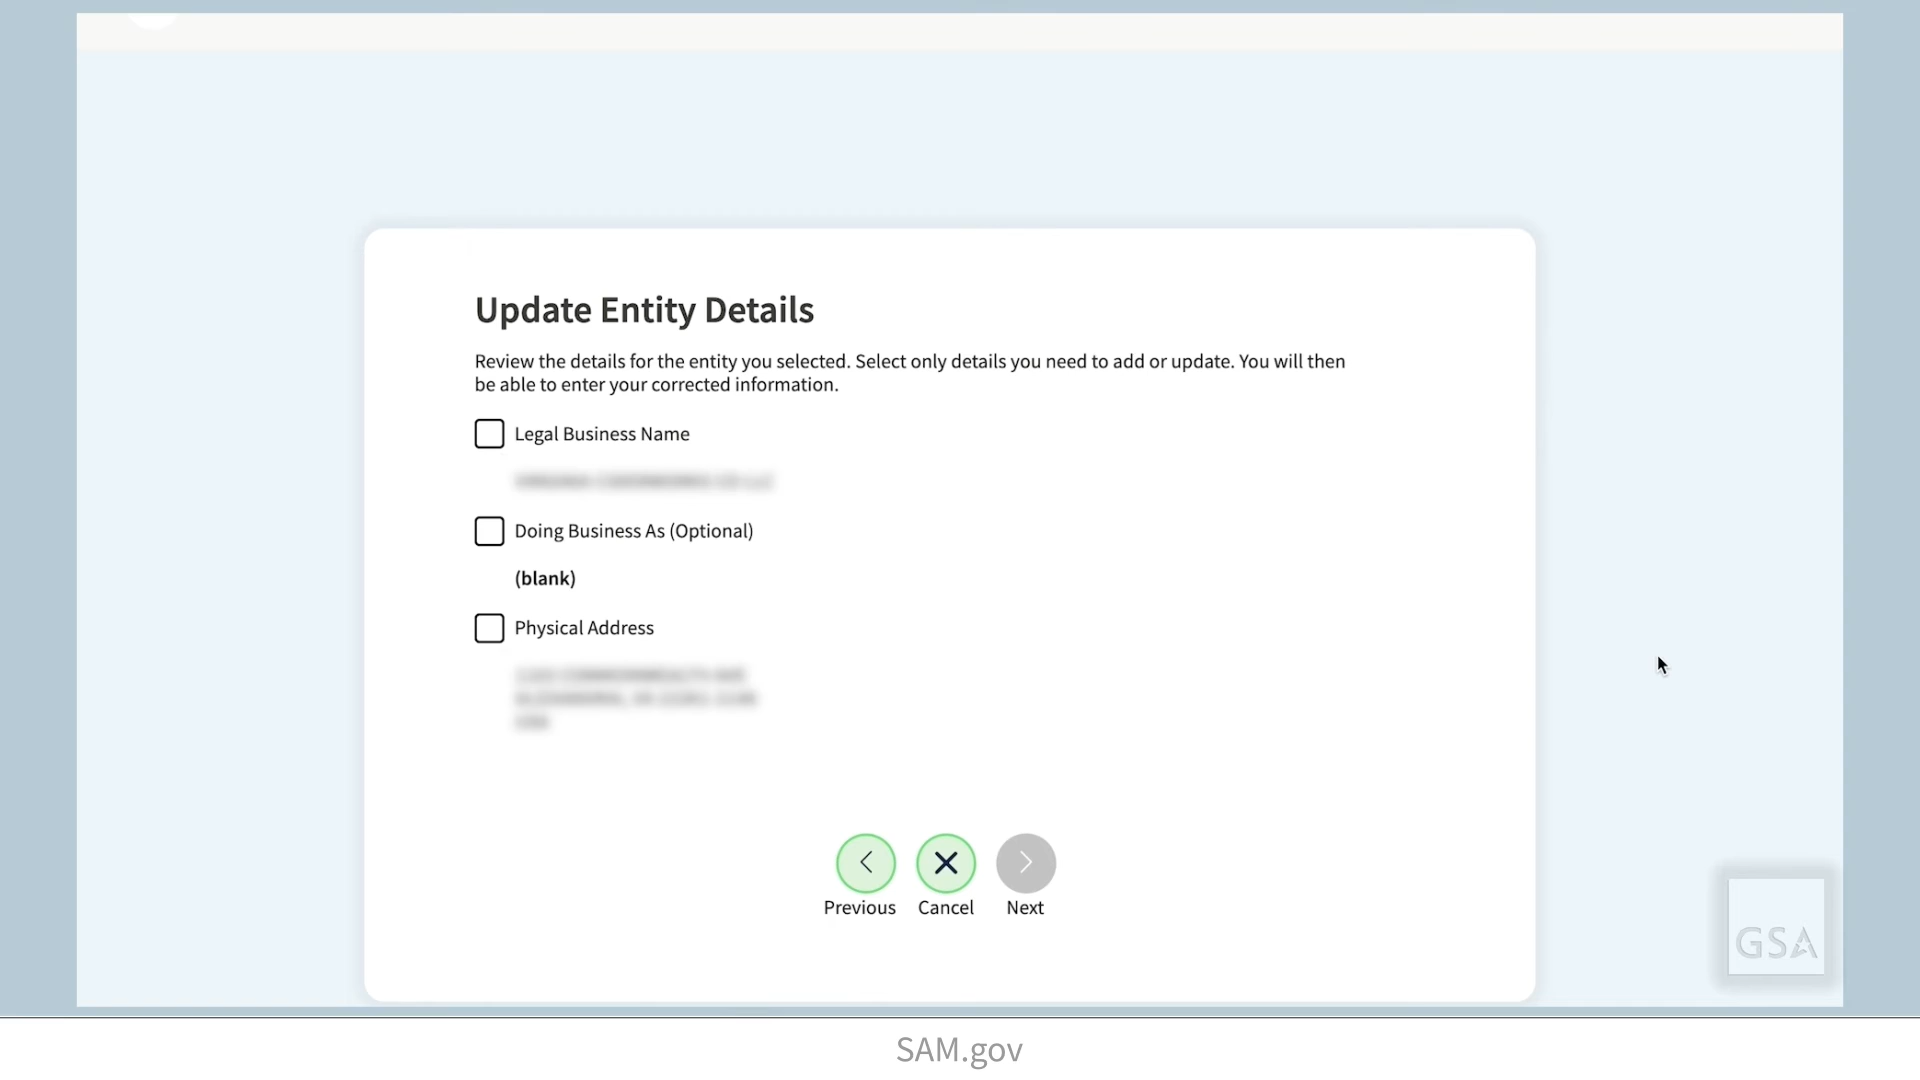 Update Entity Details
Review the details for the entity you selected. Select only details you need to add or update. You will then
be able to enter your corrected information.
Legal Business Name
Doing Business As (Optional)
(blank)
Physical Address
Previous Cancel Next
GSA
SAM.gov